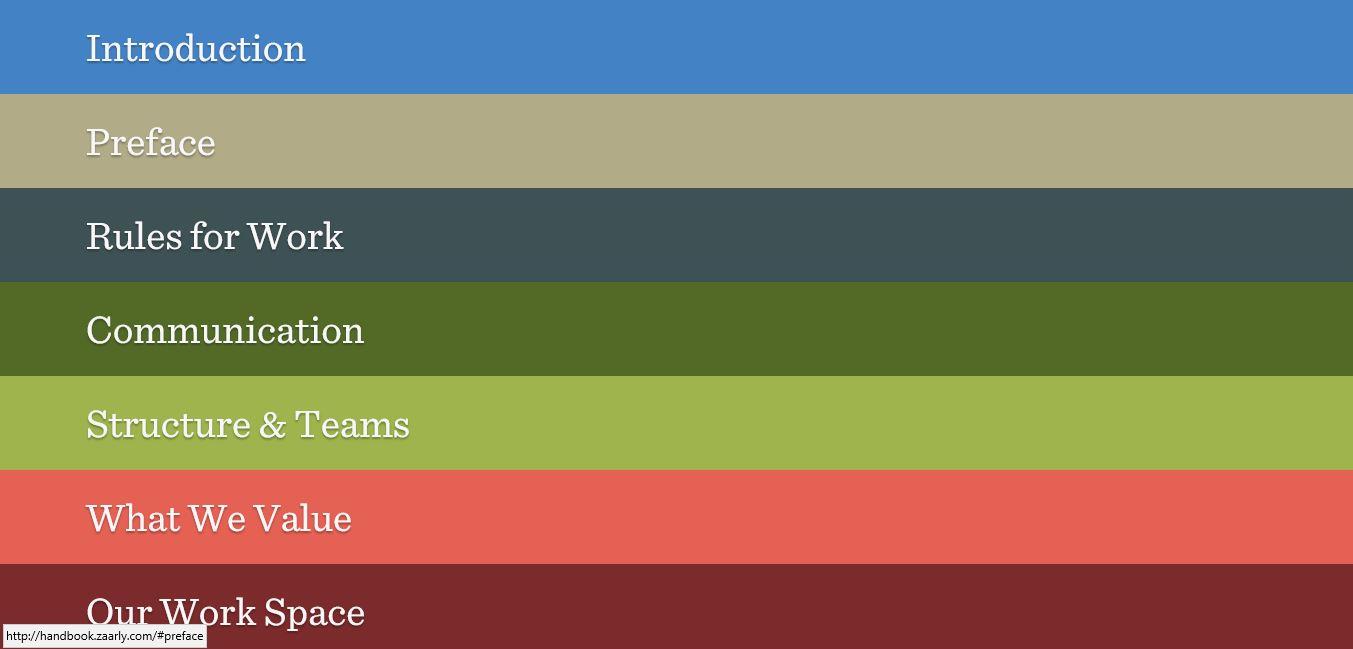 Introduction
Preface
Rules for Work
Communication
Structure & Teams
What We Value
Our Work Space
http://handbook.zaarly.com/#preface